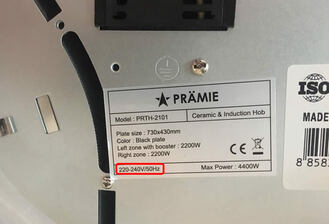 PRÄMIE
Model : PRTH-2101
Ceramic & Induction Hob
Plate size : 730x430mm
Color : Black plate
Left zone with booster : 2200W
Right zone : 2200W
220-240V/50Hz
Max Power : 4400W
CE
ISO
MADE
8 858